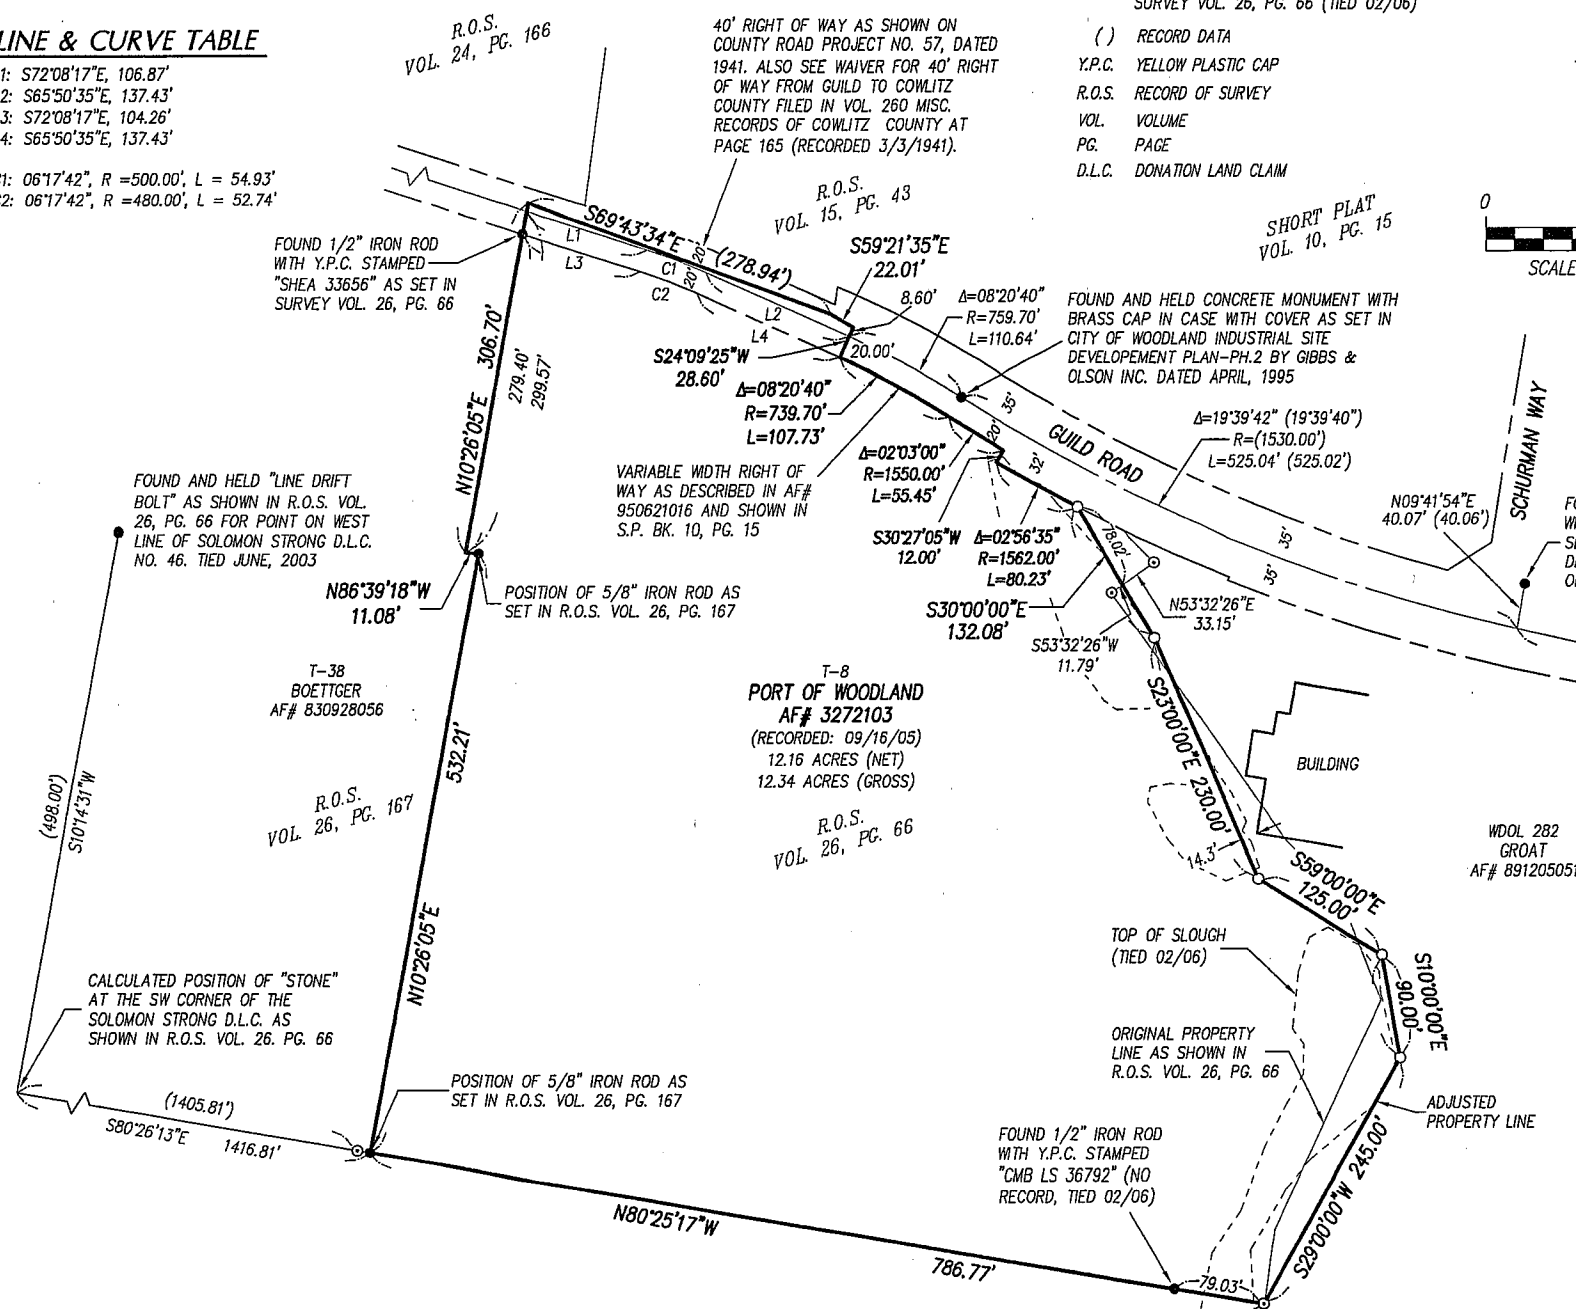 LINE & CURVE TABLE
1: S72°08'17"E, 106.87'
2: S65°50'35"E, 137.43'
3: S72°08'17"E, 104.26'
4: S65°50'35"E, 137.43'
1: 06°17'42", R =500.00', L = 54.93'
2: 06°17'42", R =480.00', L = 52.74'
R.O.S.
VOL. 24, PG. 166
40' RIGHT OF WAY AS SHOWN ON
COUNTY ROAD PROJECT NO. 57, DATED
1941. ALSO SEE WAIVER FOR 40' RIGHT
OF WAY FROM GUILD TO COWLITZ
COUNTY FILED IN VOL. 260 MISC.
RECORDS OF COWLITZ COUNTY AT
PAGE 165 (RECORDED 3/3/1941).
SURVEY VOL. 26, PG. 66 (TIED 02/06)
( ) RECORD DATA
Y.P.C. YELLOW PLASTIC CAP
R.O.S. RECORD OF SURVEY
VOL. VOLUME
PG. PAGE
D.L.C. DONATION LAND CLAIM
R.O.S.
VOL. 15, PG. 43
SHORT PLAT
VOL. 10, PG. 15
0
SCALE
FOUND 1/2" IRON ROD
WITH Y.P.C. STAMPED
"SHEA 33656" AS SET IN
SURVEY VOL. 26, PG. 66
S69°43'34"E
(278.94')
L1
L3
C1
C2
20'
20'
L2
L4
S59°21'35"E
22.01'
8.60'
20.00'
S24°09'25"W
28.60'
Δ=08°20'40"
R=759.70'
L=110.64'
FOUND AND HELD CONCRETE MONUMENT WITH
BRASS CAP IN CASE WITH COVER AS SET IN
CITY OF WOODLAND INDUSTRIAL SITE
DEVELOPEMENT PLAN-PH.2 BY GIBBS &
OLSON INC. DATED APRIL, 1995
Δ=08°20'40"
R=739.70'
L=107.73'
306.70'
N10°26'05"E
279.40'
299.57'
35'
20'
32'
GUILD ROAD
Δ=19°39'42" (19°39'40")
R=(1530.00')
L=525.04' (525.02')
SCHURMAN WAY
VARIABLE WIDTH RIGHT OF
WAY AS DESCRIBED IN AF#
950621016 AND SHOWN IN
S.P. BK. 10, PG. 15
Δ=02°03'00"
R=1550.00'
L=55.45'
S30°27'05"W
12.00'
Δ=02°56'35"
R=1562.00'
L=80.23'
N09°41'54"E
40.07' (40.06')
35'
35'
FOUND AND HELD "LINE DRIFT
BOLT" AS SHOWN IN R.O.S. VOL.
26, PG. 66 FOR POINT ON WEST
LINE OF SOLOMON STRONG D.L.C.
NO. 46. TIED JUNE, 2003
N86°39'18"W
11.08'
POSITION OF 5/8" IRON ROD AS
SET IN R.O.S. VOL. 26, PG. 167
78.02'
S30°00'00"E
132.08'
N53°32'26"E
33.15'
S53°32'26"W
11.79'
T-38
BOETTGER
AF# 830928056
T-8
PORT OF WOODLAND
AF# 3272103
(RECORDED: 09/16/05)
12.16 ACRES (NET)
12.34 ACRES (GROSS)
S23°00'00"E 230.00'
BUILDING
532.21'
N10°26'05"E
R.O.S.
VOL. 26, PG. 167
R.O.S.
VOL. 26, PG. 66
(498.00')
S10°14'31"W
14.3'
S59°00'00"E
125.00'
WDOL 282
GROAT
AF# 891205051
TOP OF SLOUGH
(TIED 02/06)
S10°00'00"E
90.00'
CALCULATED POSITION OF "STONE"
AT THE SW CORNER OF THE
SOLOMON STRONG D.L.C. AS
SHOWN IN R.O.S. VOL. 26. PG. 66
ORIGINAL PROPERTY
LINE AS SHOWN IN
R.O.S. VOL. 26, PG. 66
POSITION OF 5/8" IRON ROD AS
SET IN R.O.S. VOL. 26, PG. 167
(1405.81')
S80°26'13"E 1416.81'
ADJUSTED
PROPERTY LINE
FOUND 1/2" IRON ROD
WITH Y.P.C. STAMPED
"CMB LS 36792" (NO
RECORD, TIED 02/06)
S29°00'00"W 245.00'
N80°25'17"W
786.77'
79.03'